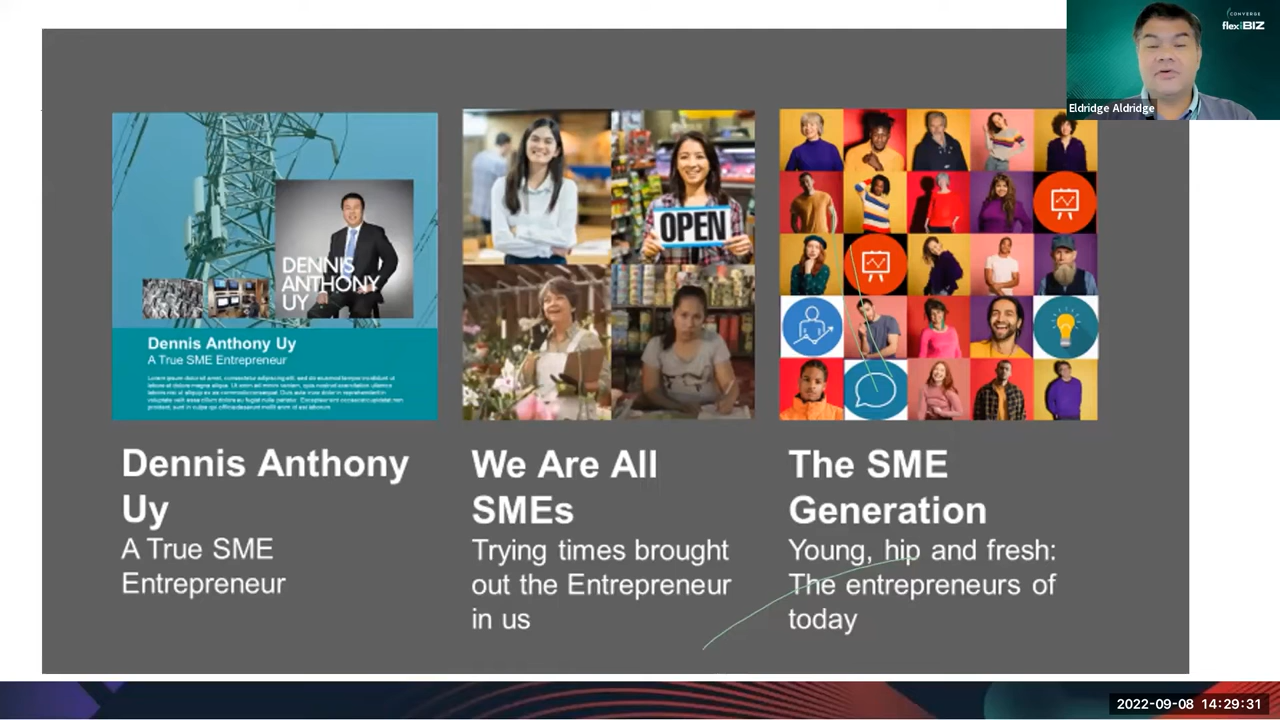 CONVERGE
flexiBIZ
Eldridge Aldridge
DENNIS
ANTHONY
UY
Dennis Anthony Uy
A True SME Entrepreneur
OPEN
Dennis Anthony
Uy
A True SME
Entrepreneur
We Are All
SMEs
Trying times brought
out the Entrepreneur
in us
The SME
Generation
Young, hip and fresh:
The entrepreneurs of
today
2022-09-08 14:29:31